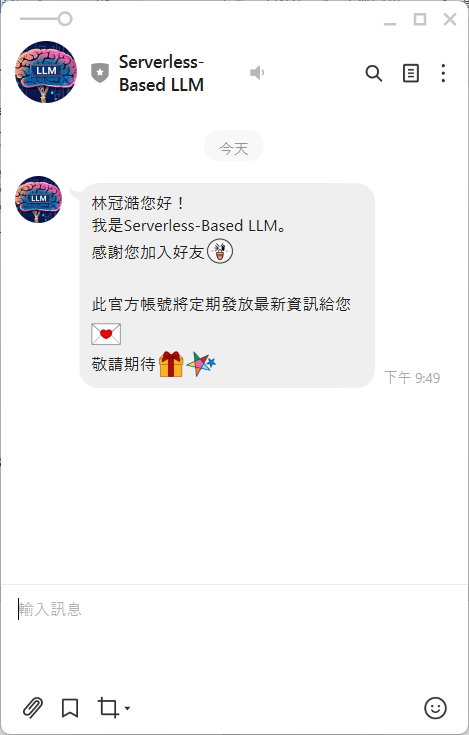 LLM
Serverless-
Based LLM
今天
LLM
林冠澔您好！
我是Serverless-Based LLM。
感謝您加入好友
此官方帳號將定期發放最新資訊給您
敬請期待
下午 9:49
輸入訊息